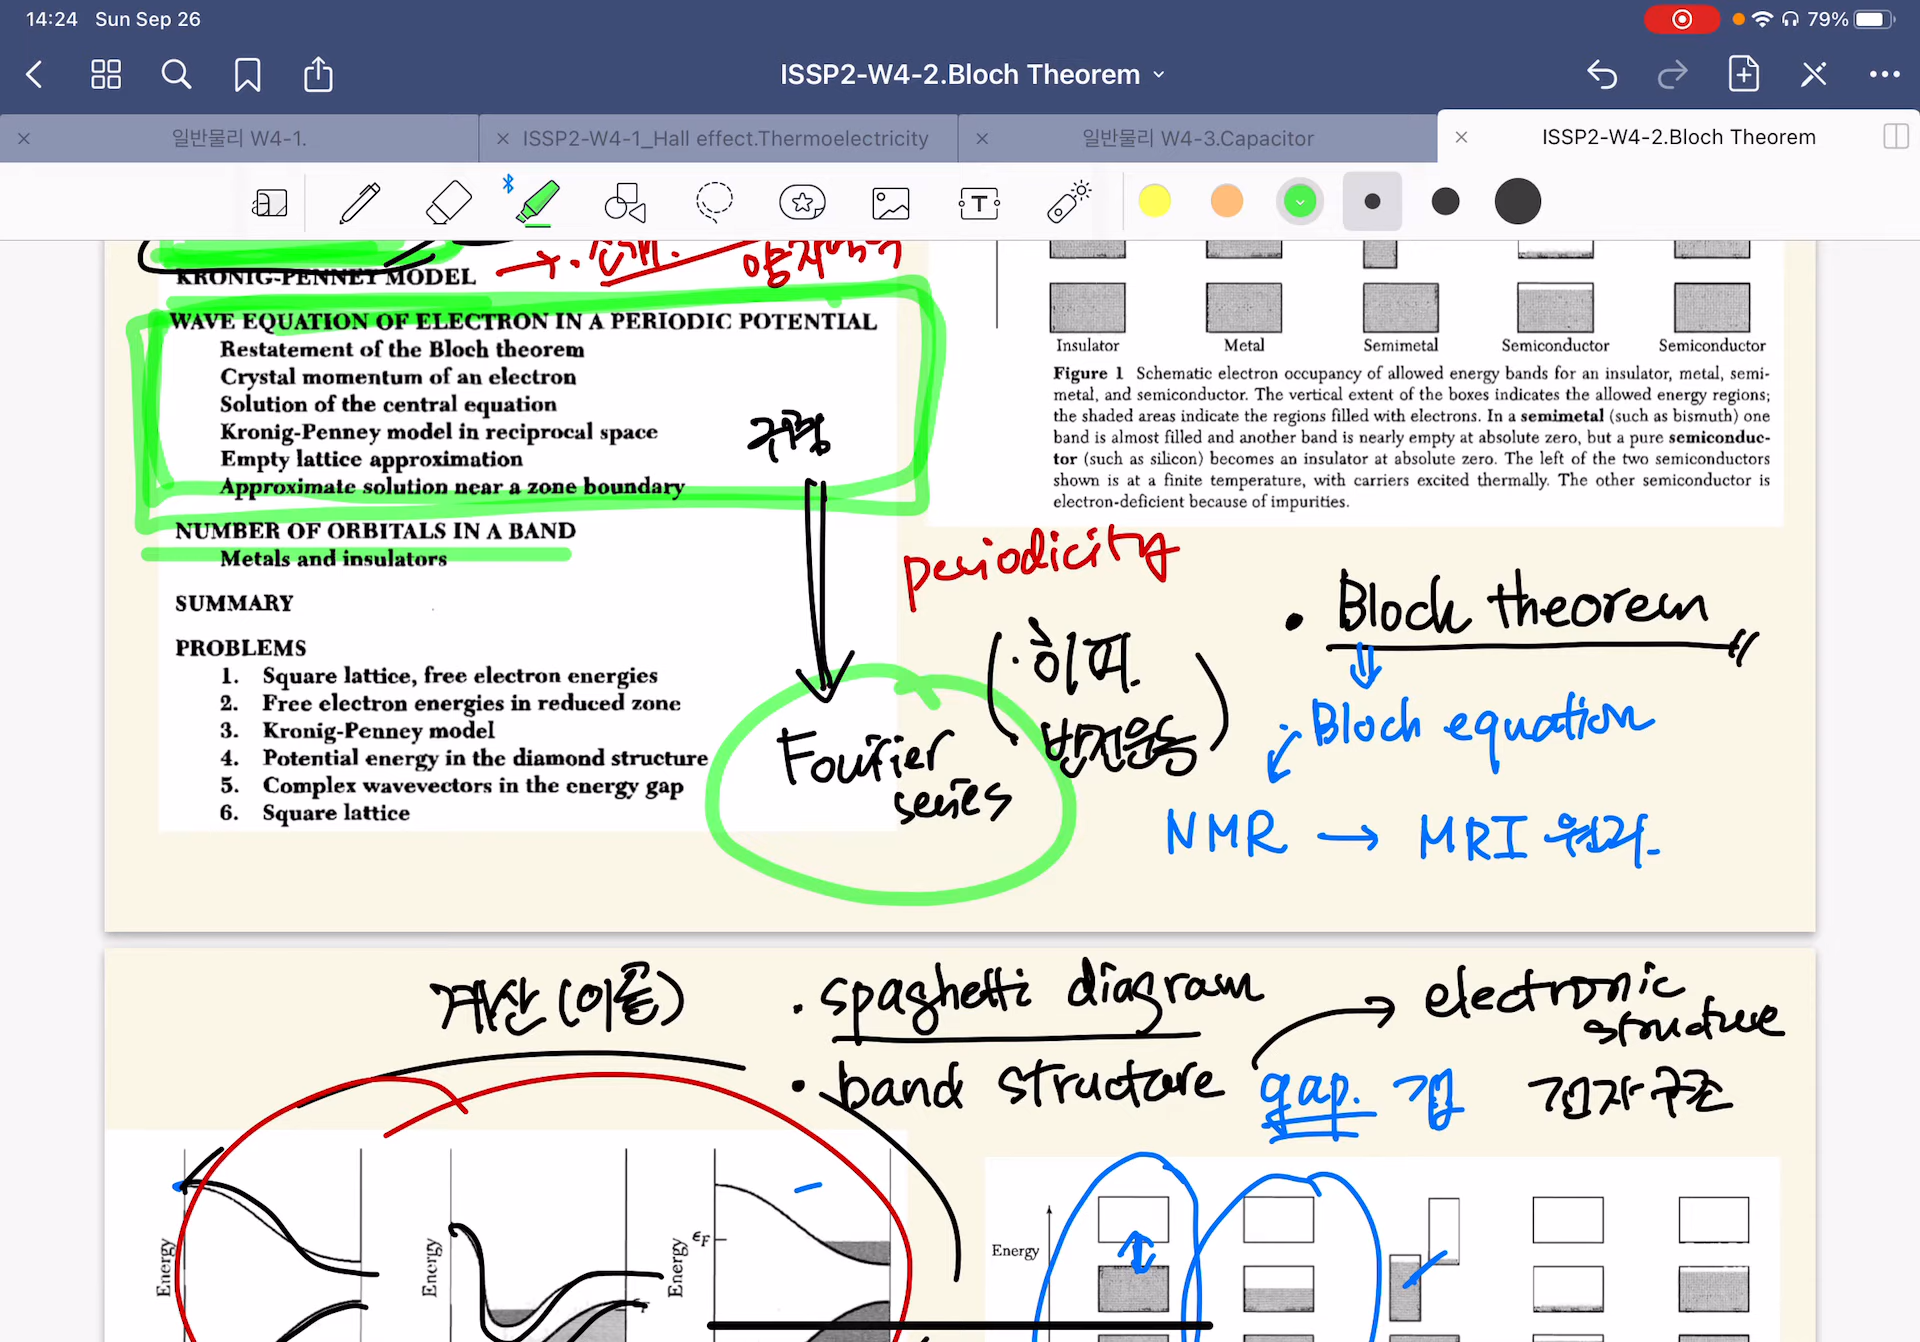 14:24 Sun Sep 26
79%
ISSP2-W4-2.Bloch Theorem
일반물리 W4-1.
ISSP2-W4-1_Hall effect.Thermoelectricity
일반물리 W4-3.Capacitor
ISSP2-W4-2.Bloch Theorem
KRONIG-PENNEY MODEL
WAVE EQUATION OF ELECTRON IN A PERIODIC POTENTIAL
Restatement of the Bloch theorem
Crystal momentum of an electron
Solution of the central equation
Kronig-Penney model in reciprocal space
Empty lattice approximation
Approximate solution near a zone boundary
NUMBER OF ORBITALS IN A BAND
Metals and insulators
SUMMARY
PROBLEMS
1. Square lattice, free electron energies
2. Free electron energies in reduced zone
3. Kronig-Penney model
4. Potential energy in the diamond structure
5. Complex wavevectors in the energy gap
6. Square lattice
Fourier
series
Insulator Metal Semimetal Semiconductor Semiconductor
Figure 1 Schematic electron occupancy of allowed energy bands for an insulator, metal, semi-
metal, and semiconductor. The vertical extent of the boxes indicates the allowed energy regions;
the shaded areas indicate the regions filled with electrons. In a semimetal (such as bismuth) one
band is almost filled and another band is nearly empty at absolute zero, but a pure semiconduc-
tor (such as silicon) becomes an insulator at absolute zero. The left of the two semiconductors
shown is at a finite temperature, with carriers excited thermally. The other semiconductor is
electron-deficient because of impurities.
periodicity
• Bloch theorem
Bloch equation
NMR → MRI 원리.
계산(이론)
· spaghetti diagram
• band structure
gap. 갭
electronic
structure
전자구조
Energy
Energy
Energy
εF
Energy